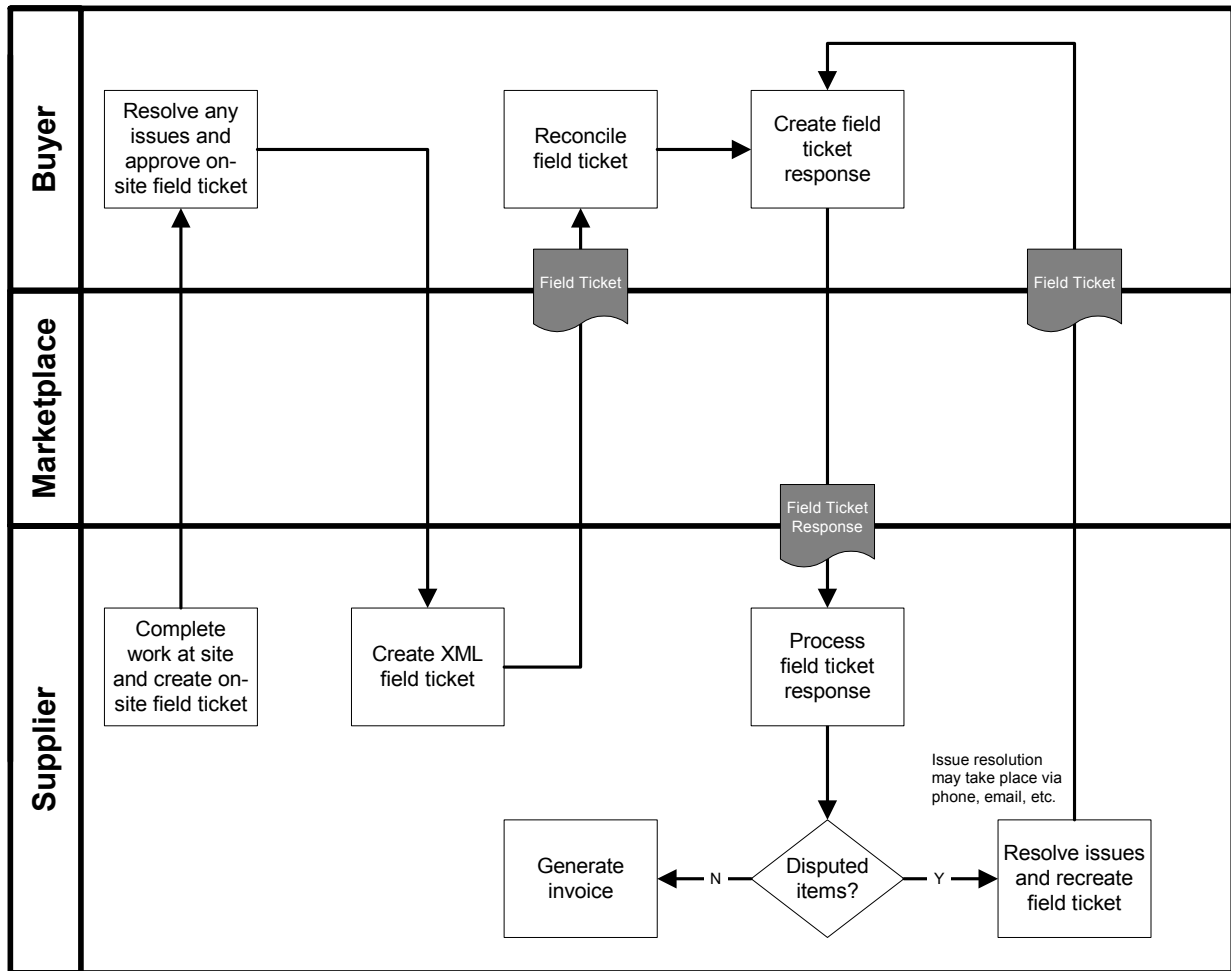 Buyer
Resolve any
issues and
approve on-
site field ticket
Reconcile
field ticket
Create field
ticket
response
Field Ticket
Field Ticket
Marketplace
Field Ticket
Response
Supplier
Complete
work at site
and create on-
site field ticket
Create XML
field ticket
Process
field ticket
response
Issue resolution
may take place via
phone, email, etc.
Generate
invoice
N
Disputed
items?
Y
Resolve issues
and recreate
field ticket